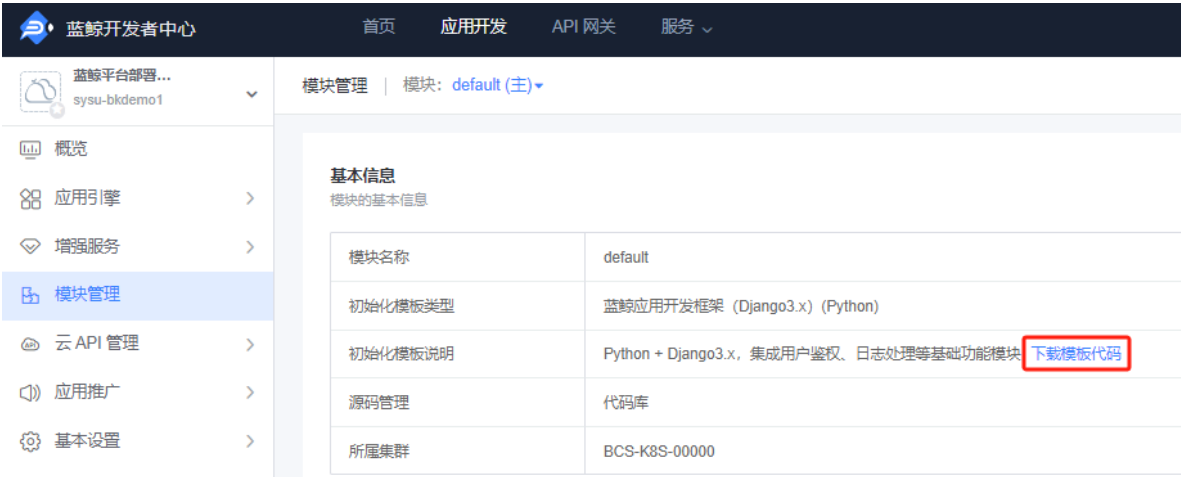 蓝鲸开发者中心 首页 应用开发 API 网关 服务
蓝鲸平台部署...
sysu-bkdemo1
模块管理 模块: default (主)
概览
应用引擎
增强服务
模块管理
云 API 管理
应用推广
基本设置
基本信息
模块的基本信息
模块名称 default
初始化模板类型 蓝鲸应用开发框架（Django3.x）(Python)
初始化模板说明 Python + Django3.x，集成用户鉴权、日志处理等基础功能模块 下载模板代码
源码管理 代码库
所属集群 BCS-K8S-00000